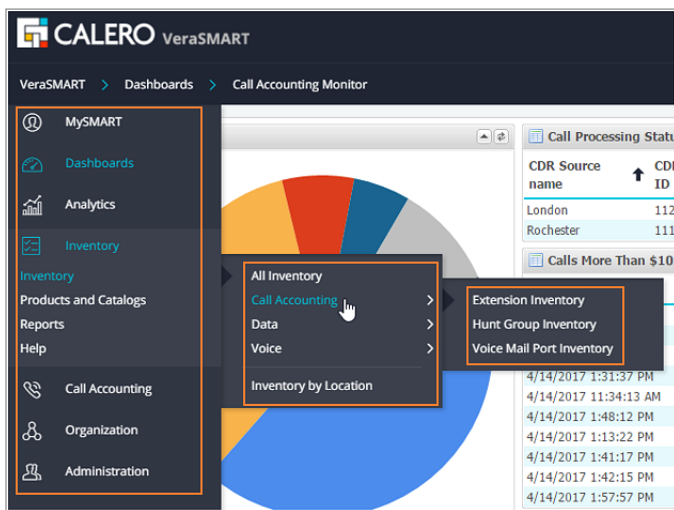 CALERO VeraSMART
VeraSMART > Dashboards > Call Accounting Monitor
MySMART
Dashboards
Analytics
Inventory
Inventory
Products and Catalogs
Reports
Help
Call Accounting
Organization
Administration
All Inventory
Call Accounting
Data
Voice
Inventory by Location
Extension Inventory
Hunt Group Inventory
Voice Mail Port Inventory
Call Processing
CDR Source
name
ID
London
112
Rochester
111
Calls More Than $10
4/14/2017 1:31:37 PM
4/14/2017 11:34:13 AM
4/14/2017 1:48:12 PM
4/14/2017 1:13:22 PM
4/14/2017 1:41:17 PM
4/14/2017 1:42:15 PM
4/14/2017 1:57:57 PM